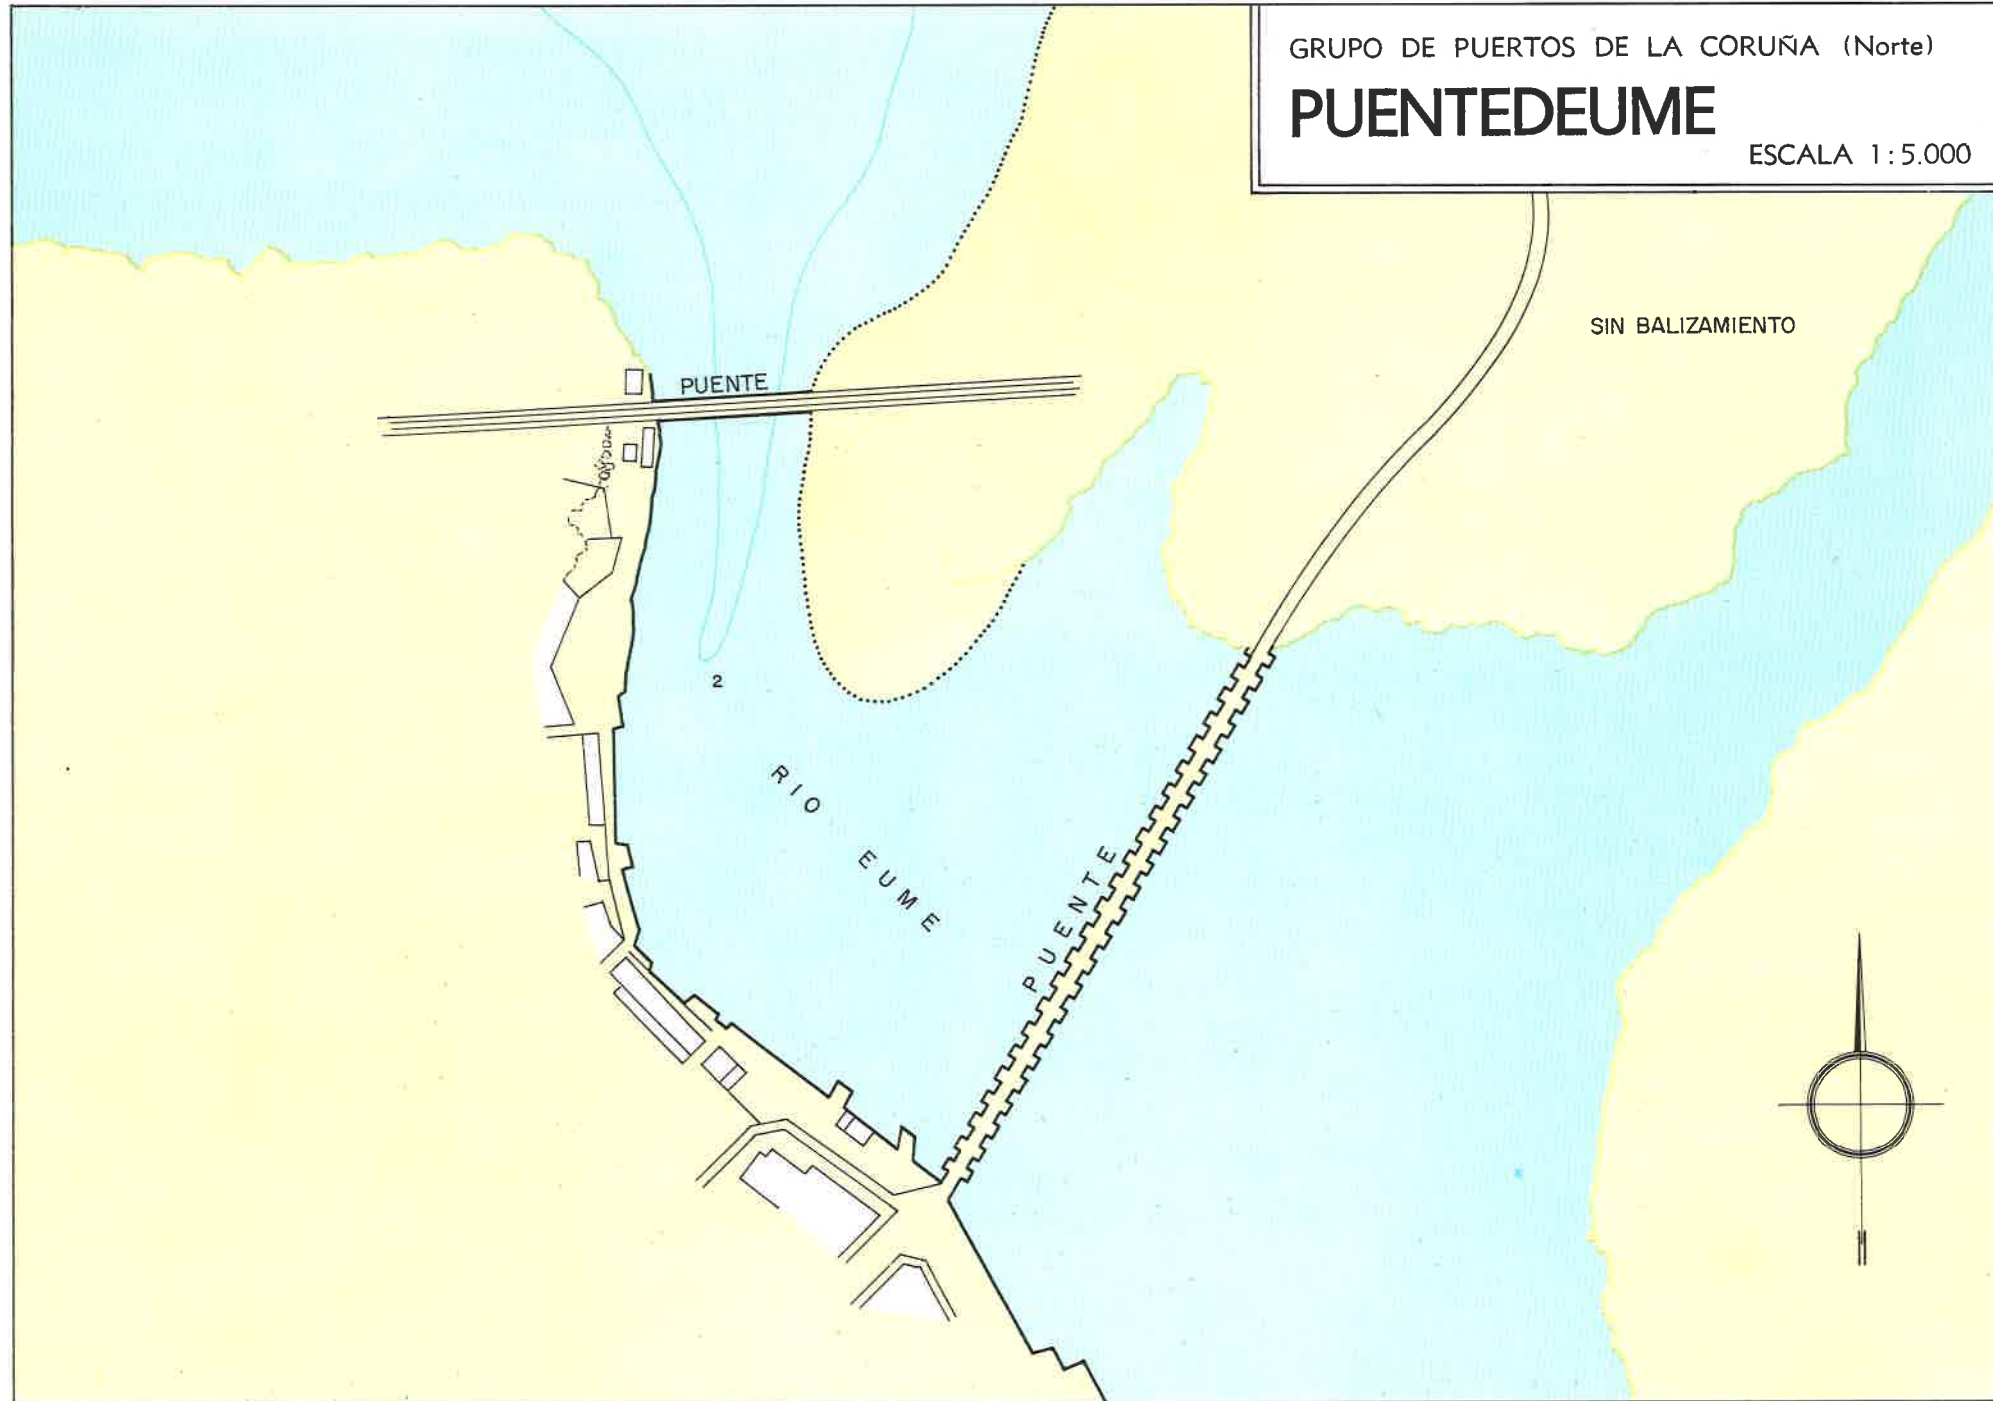 GRUPO DE PUERTOS DE LA CORUÑA (Norte)
PUENTEDEUME
ESCALA 1:5.000
SIN BALIZAMIENTO
PUENTE
2
RIO EUME
PUENTE